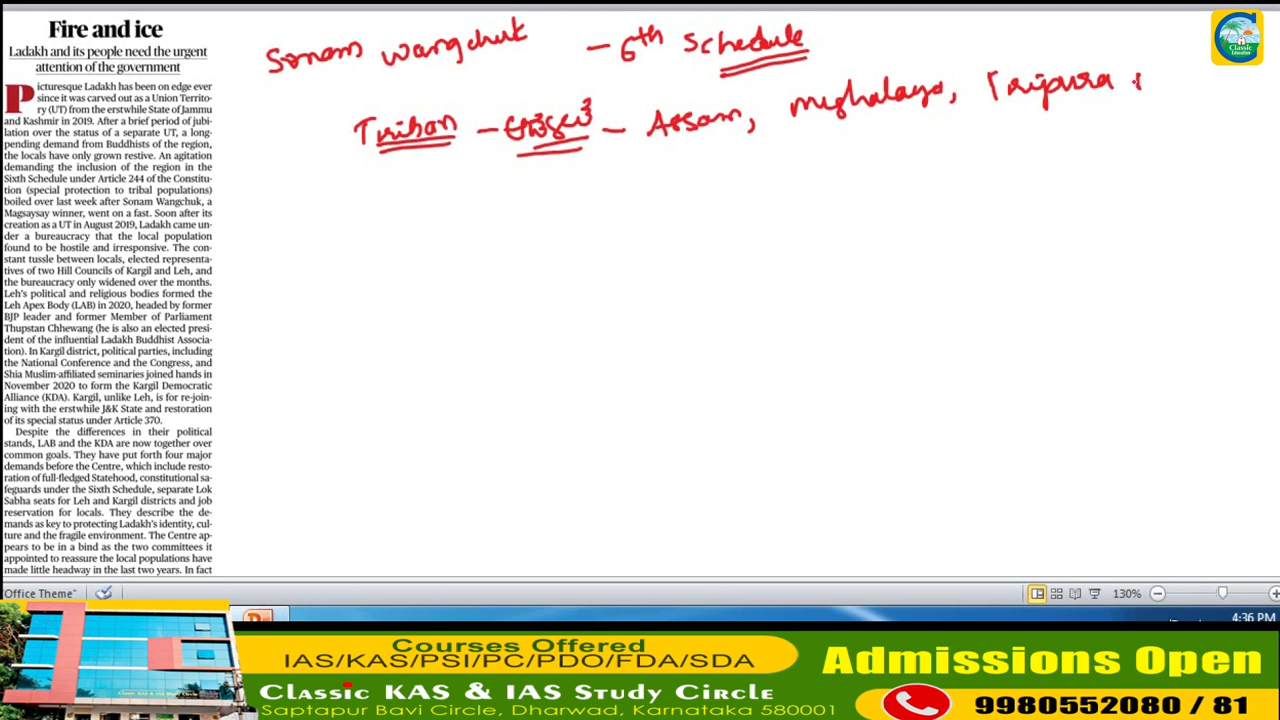 Fire and ice
Ladakh and its people need the urgent
attention of the government
Picturesque Ladakh has been on edge ever
since it was carved out as a Union Territo-
ry (UT) from the erstwhile State of Jammu
and Kashmir in 2019. After a brief period of jubi-
lation over the status of a separate UT, a long-
pending demand from Buddhists of the region,
the locals have only grown restive. An agitation
demanding the inclusion of the region in the
Sixth Schedule under Article 244 of the Constitu-
tion (special protection to tribal populations)
boiled over last week after Sonam Wangchuk, a
Magsaysay winner, went on a fast. Soon after its
creation as a UT in August 2019, Ladakh came un-
der a bureaucracy that the local population
found to be hostile and irresponsive. The con-
stant tussle between locals, elected representa-
tives of two Hill Councils of Kargil and Leh, and
the bureaucracy only widened over the months.
Leh's political and religious bodies formed the
Leh Apex Body (LAB) in 2020, headed by former
BJP leader and former Member of Parliament
Thupstan Chhewang (he is also an elected presi-
dent of the influential Ladakh Buddhist Associa-
tion). In Kargil district, political parties, including
the National Conference and the Congress, and
Shia Muslim-affiliated seminaries joined hands in
November 2020 to form the Kargil Democratic
Alliance (KDA). Kargil, unlike Leh, is for re-join-
ing with the erstwhile J&K State and restoration
of its special status under Article 370.
Despite the differences in their political
stands, LAB and the KDA are now together over
common goals. They have put forth four major
demands before the Centre, which include resto-
ration of full-fledged Statehood, constitutional sa-
feguards under the Sixth Schedule, separate Lok
Sabha seats for Leh and Kargil districts and job
reservation for locals. They describe the de-
mands as key to protecting Ladakh's identity, cul-
ture and the fragile environment. The Centre ap-
pears to be in a bind as the two committees it
appointed to reassure the local populations have
made little headway in the last two years. In fact
Sonam Wangchuk – 6th Schedule
– Assam, Meghalaya, Tripura
Classic
Education
Office Theme"
130%
4:36 PM
Courses Offered
IAS/KAS/PSI/PC/PDO/FDA/SDA
Classic KAS & IAS Study Circle
Saptapur Bavi Circle, Dharwad, Karnataka 580001
Admissions Open
9980552080 / 81